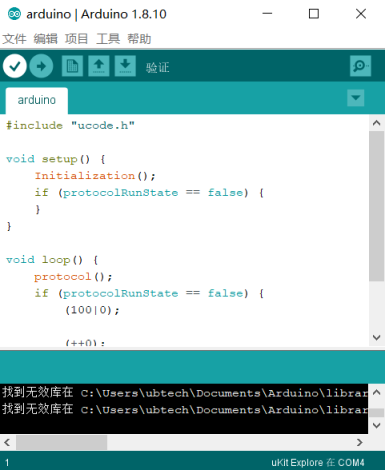 arduino | Arduino 1.8.10
文件 编辑 项目 工具 帮助
验证
arduino
#include "ucode.h"
void setup() {
Initialization();
if (protocolRunState == false) {
}
}
void loop() {
protocol();
if (protocolRunState == false) {
(100|0);
(++0);
找到无效库在 C:\Users\ubtech\Documents\Arduino\librar
找到无效库在 C:\Users\ubtech\Documents\Arduino\librar
1
uKit Explore 在 COM4